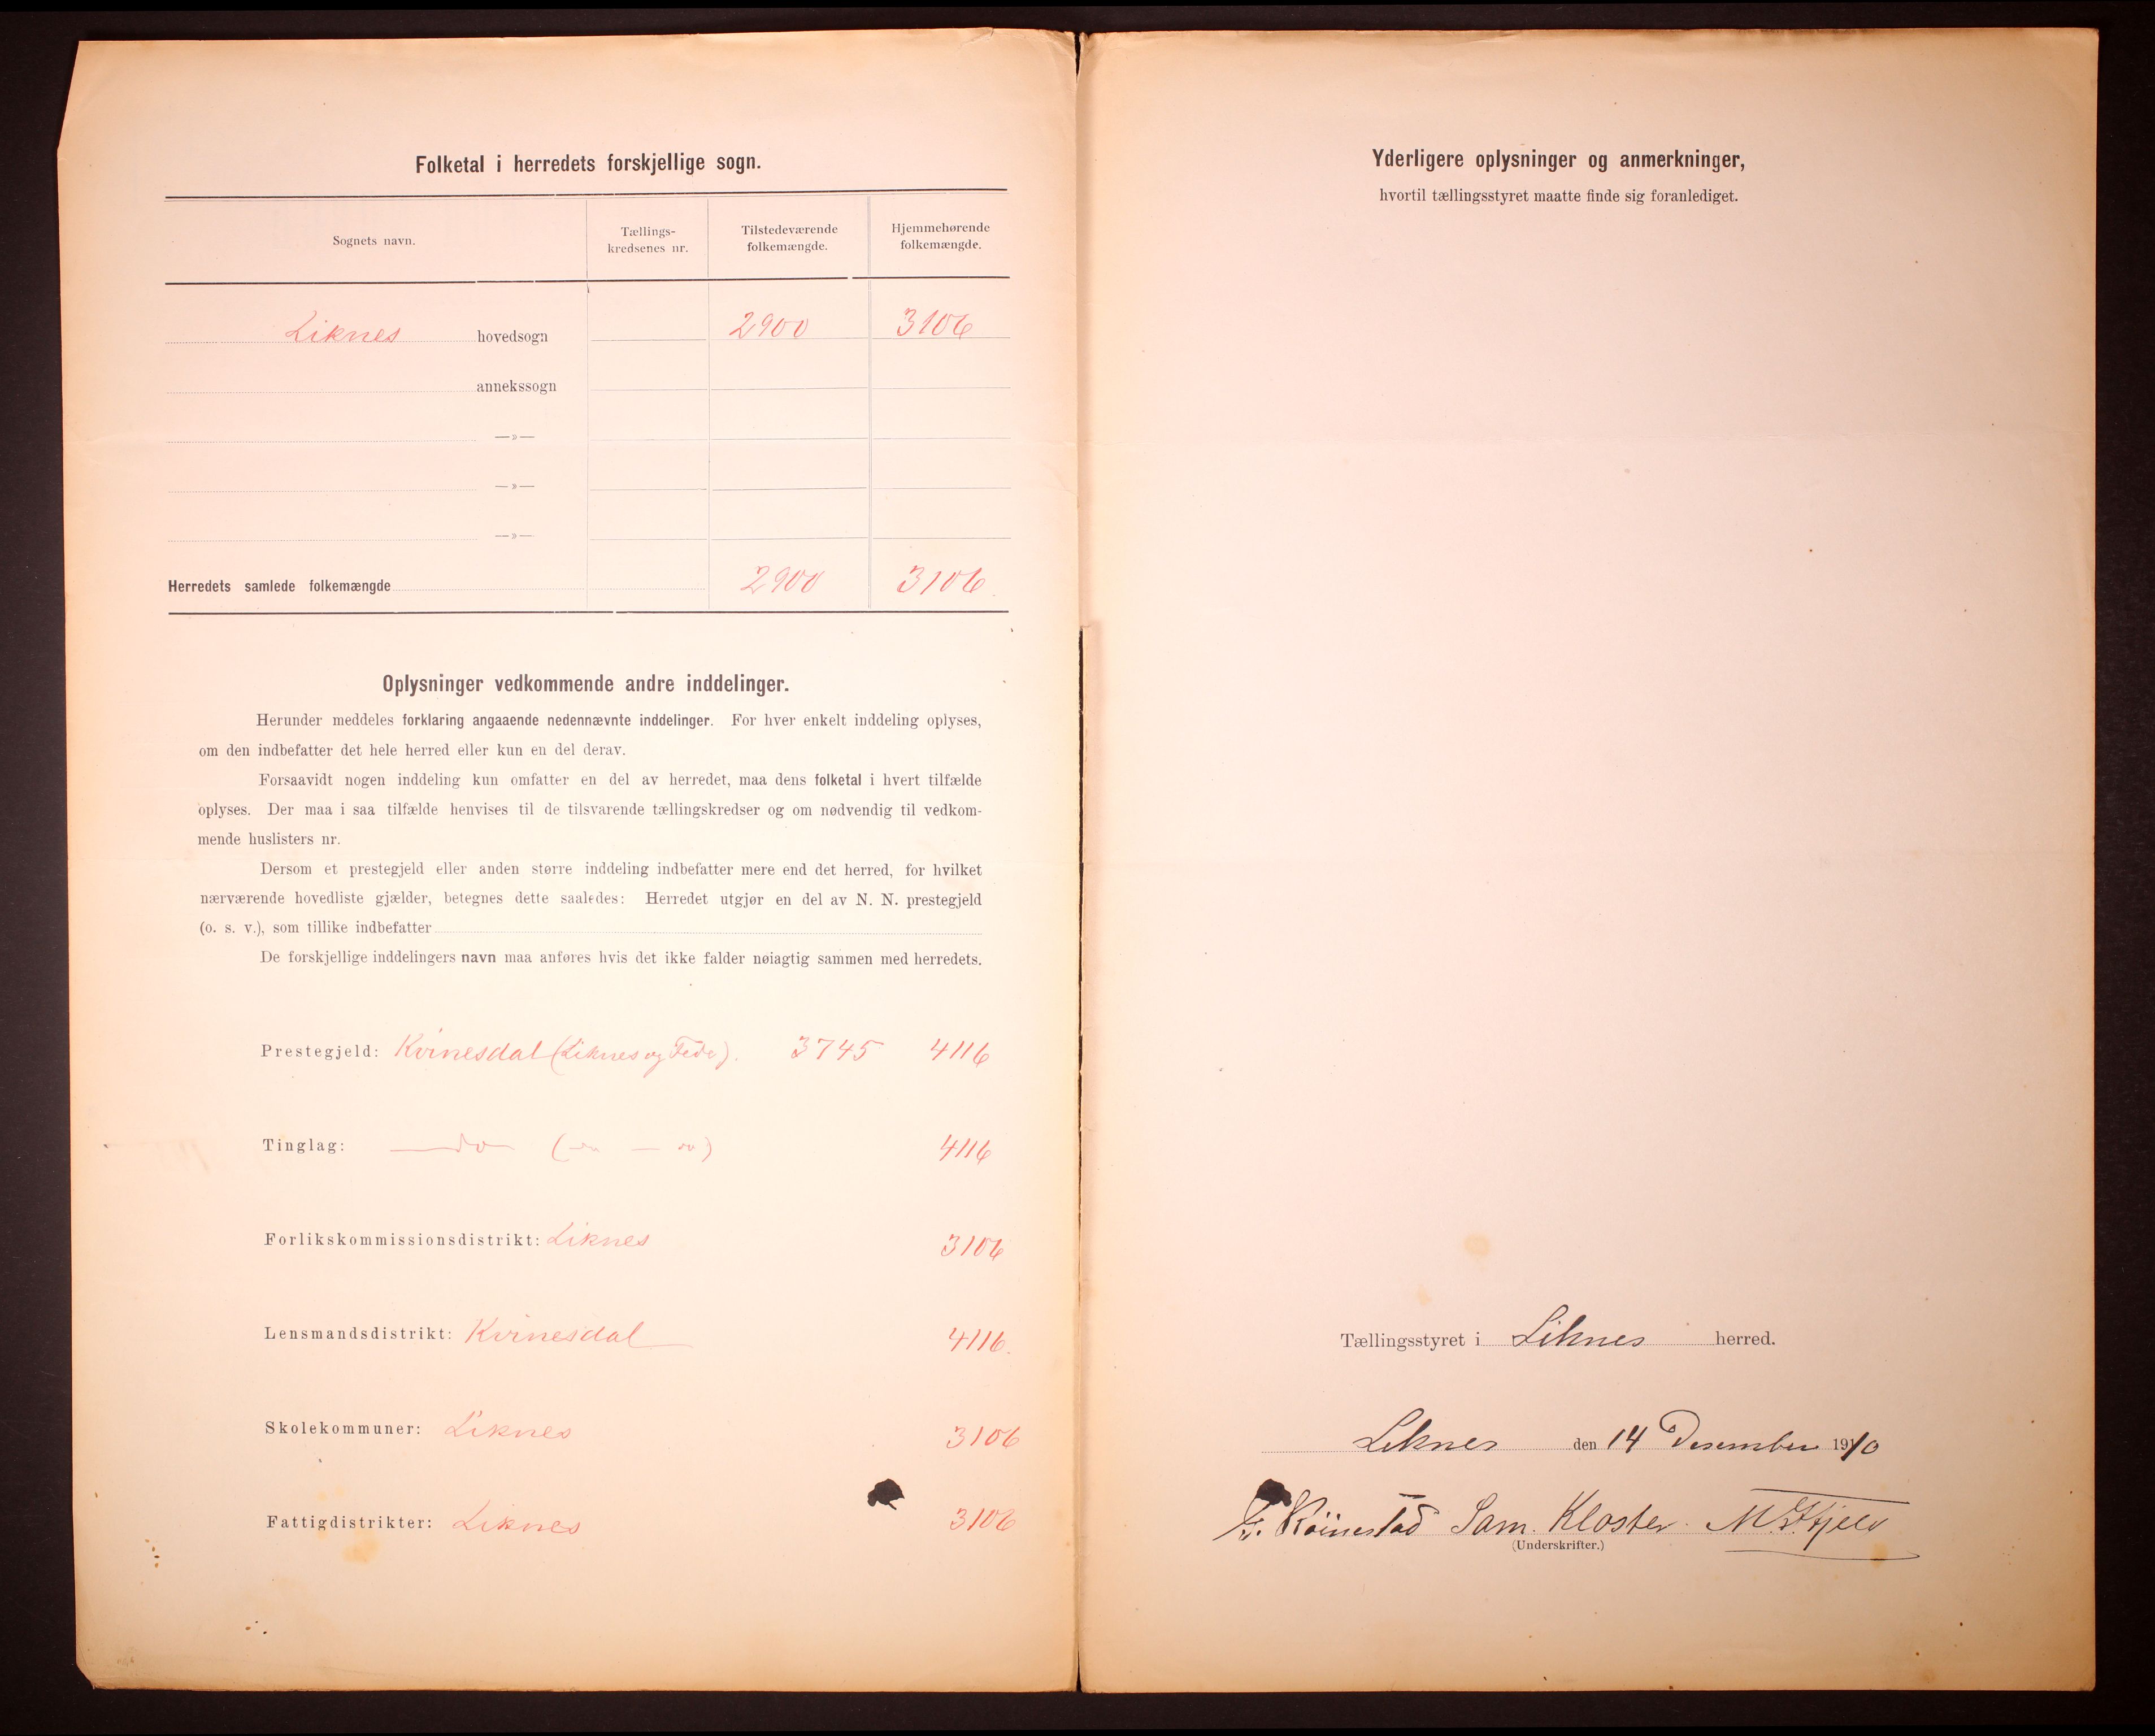 Folketal i herredets forskjellige sogn.
Sognets navn.
Tællings-
kredsenes nr.
Tilstedeværende
folkemængde.
Hjemmehørende
folkemængde.
Liknes hovedsogn 2900 3106
annekssogn
—»—
—»—
—»—
Herredets samlede folkemængde 2900 3106
Oplysninger vedkommende andre inddelinger.
Herunder meddeles forklaring angaaende nedennævnte inddelinger. For hver enkelt inddeling oplyses,
om den indbefatter det hele herred eller kun en del derav.
Forsaavidt nogen inddeling kun omfatter en del av herredet, maa dens folketal i hvert tilfælde
oplyses. Der maa i saa tilfælde henvises til de tilsvarende tællingskredser og om nødvendig til vedkom-
mende huslisters nr.
Dersom et prestegjeld eller anden større inddeling indbefatter mere end det herred, for hvilket
nærværende hovedliste gjælder, betegnes dette saaledes: Herredet utgjør en del av N. N. prestegjeld
(o. s. v.), som tillike indbefatter
De forskjellige inddelingers navn maa anføres hvis det ikke falder nøiagtig sammen med herredets.
Prestegjeld: Kvinesdal (Liknes og Fede). 3745 4116
Tinglag: — do — 4116
Forlikskommissionsdistrikt: Liknes 3106
Lensmandsdistrikt: Kvinesdal 4116.
Skolekommuner: Liknes 3106
Fattigdistrikter: Liknes 3106
Yderligere oplysninger og anmerkninger,
hvortil tællingsstyret maatte finde sig foranlediget.
Tællingsstyret i Liknes herred.
Liknes den 14 Desember 1910
Röinestad Sam. Kloster.
(Underskrifter.)